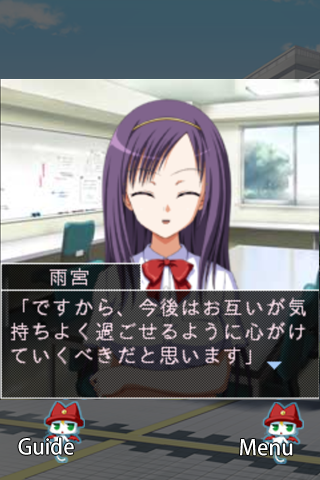 雨宮
「ですから、今後はお互いが気
持ちよく過ごせるように心がけ
ていくべきだと思います」
Guide
Menu